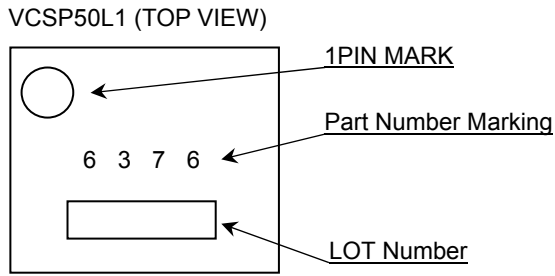 VCSP50L1 (TOP VIEW)
1PIN MARK
Part Number Marking
6 3 7 6
LOT Number